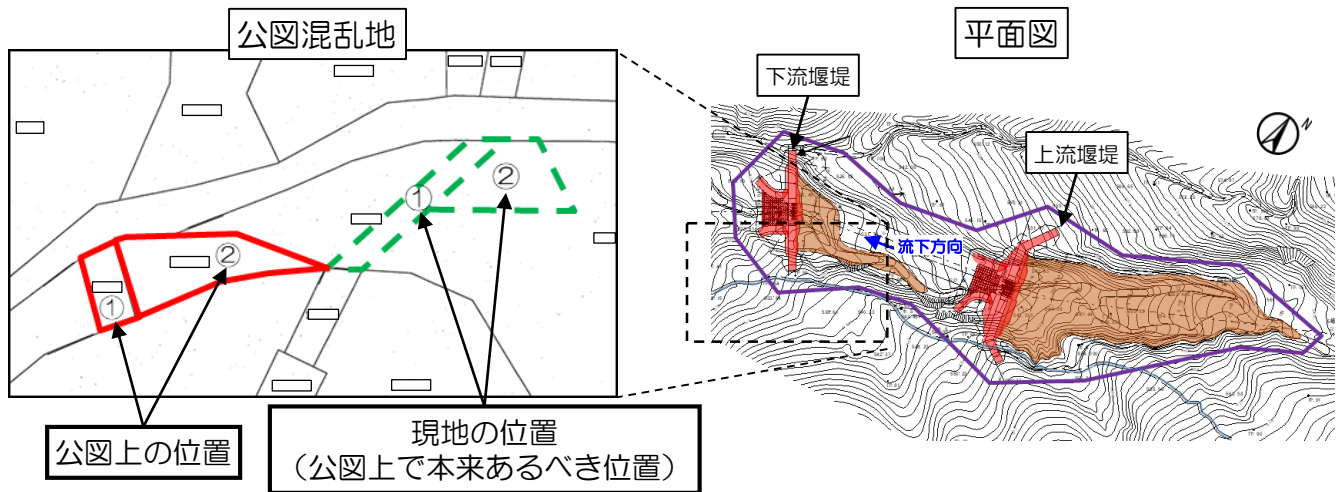 公図混乱地
①
②
①
②
公図上の位置
現地の位置
(公図上で本来あるべき位置)
平面図
下流堰堤
上流堰堤
流下方向
N